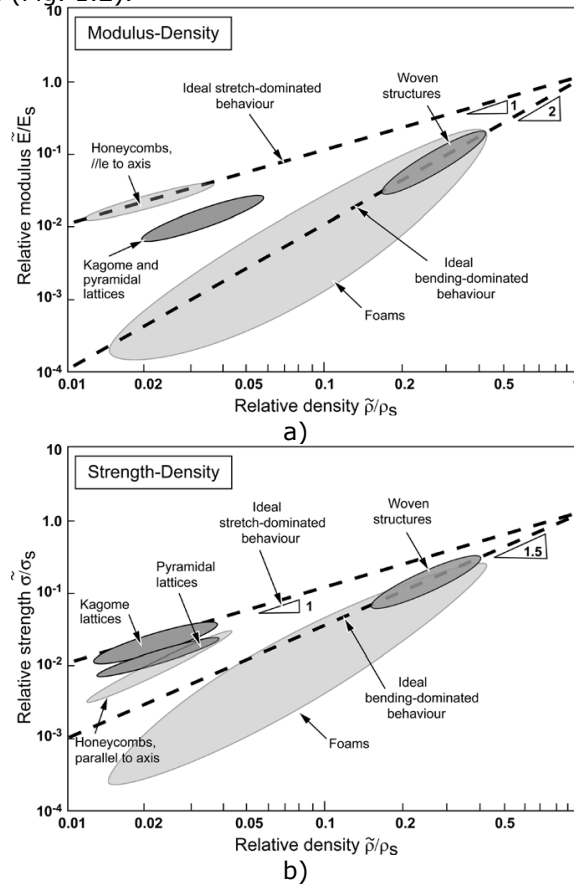 (Fig. 1.2).
Modulus-Density
10
1.0
10-1
10-2
10-3
10-4
Relative modulus Ẽ/ES
Ideal stretch-dominated
behaviour
Woven
structures
1
2
Honeycombs,
//le to axis
Kagome and
pyramidal
lattices
Ideal
bending-dominated
behaviour
Foams
0.01 0.02 0.05 0.1 0.2 0.5 1
Relative density ρ̃/ρS
a)
Strength-Density
10
1.0
10-1
10-2
10-3
10-4
Relative strength σ̃/σS
Ideal
stretch-dominated
behaviour
Woven
structures
Pyramidal
lattices
Kagome
lattices
1
1.5
Honeycombs,
parallel to axis
Ideal
bending-dominated
behaviour
Foams
0.01 0.02 0.05 0.1 0.2 0.5
Relative density ρ̃/ρS
b)